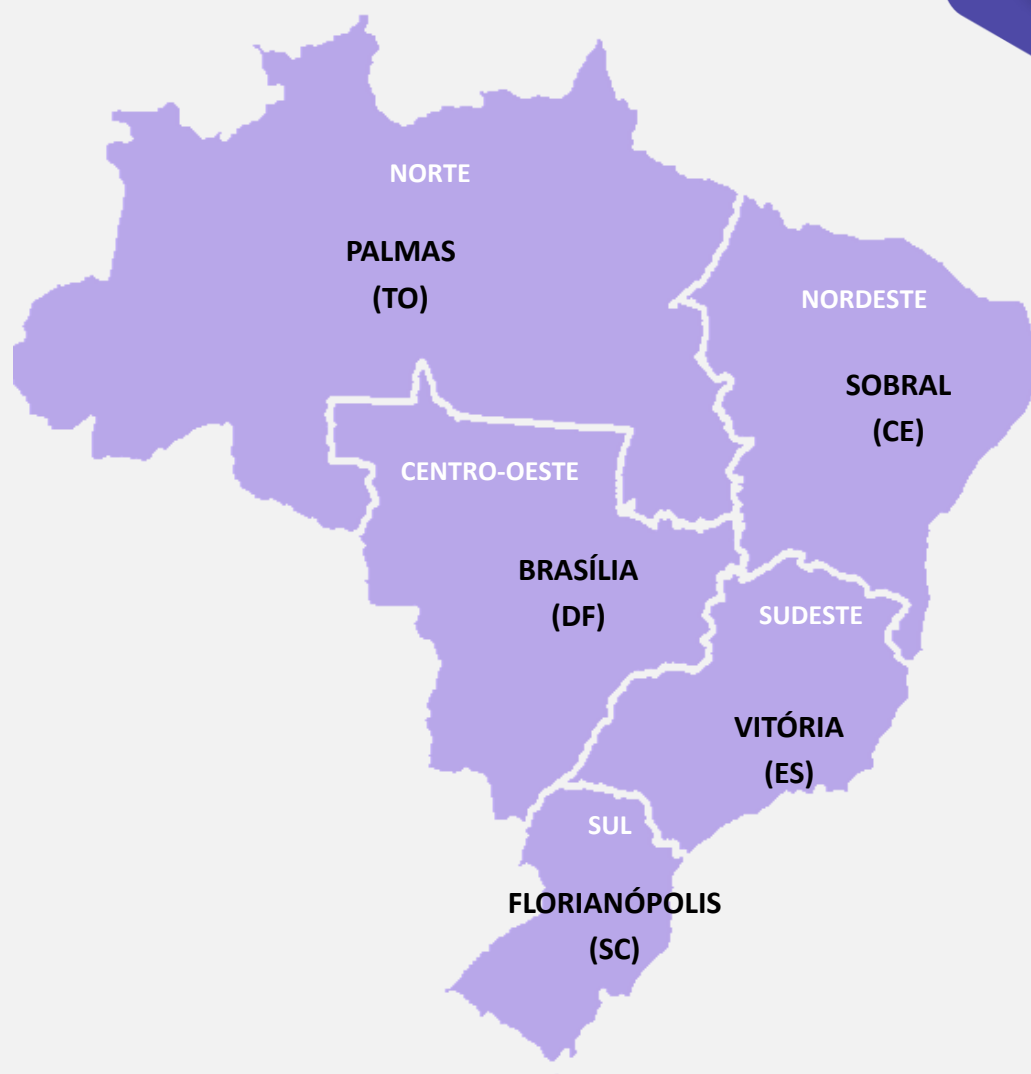 NORTE
PALMAS
(TO)
NORDESTE
SOBRAL
(CE)
CENTRO-OESTE
BRASÍLIA
(DF)
SUDESTE
VITÓRIA
(ES)
SUL
FLORIANÓPOLIS
(SC)